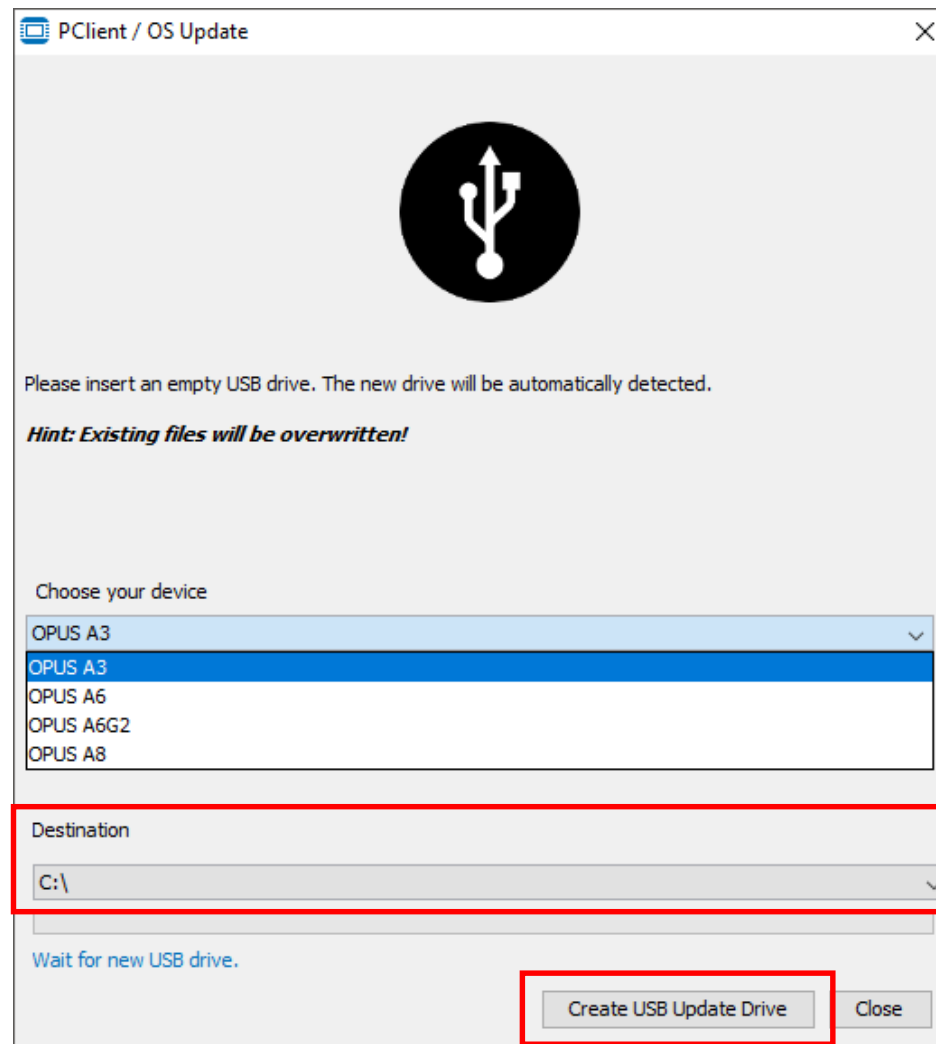 PClient / OS Update
Please insert an empty USB drive. The new drive will be automatically detected.
Hint: Existing files will be overwritten!
Choose your device
OPUS A3
OPUS A3
OPUS A6
OPUS A6G2
OPUS A8
Destination
C:\
Wait for new USB drive.
Create USB Update Drive
Close